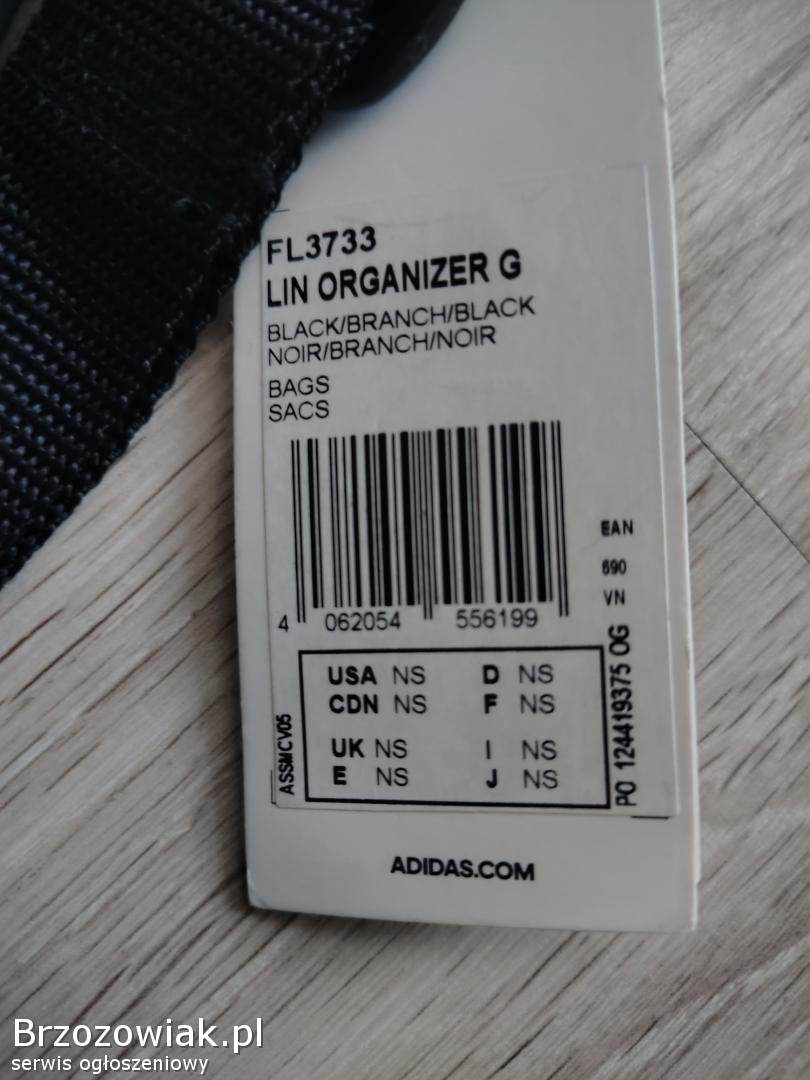 FL3733
LIN ORGANIZER G
BLACK/BRANCH/BLACK
NOIR/BRANCH/NOIR
BAGS
SACS
EAN
690
VN
4 062054 556199
USA NS D NS
CDN NS F NS
UK NS I NS
E NS J NS
ASSMCV05
PO 124419375 OG
ADIDAS.COM
Brzozowiak.pl
serwis ogłoszeniowy